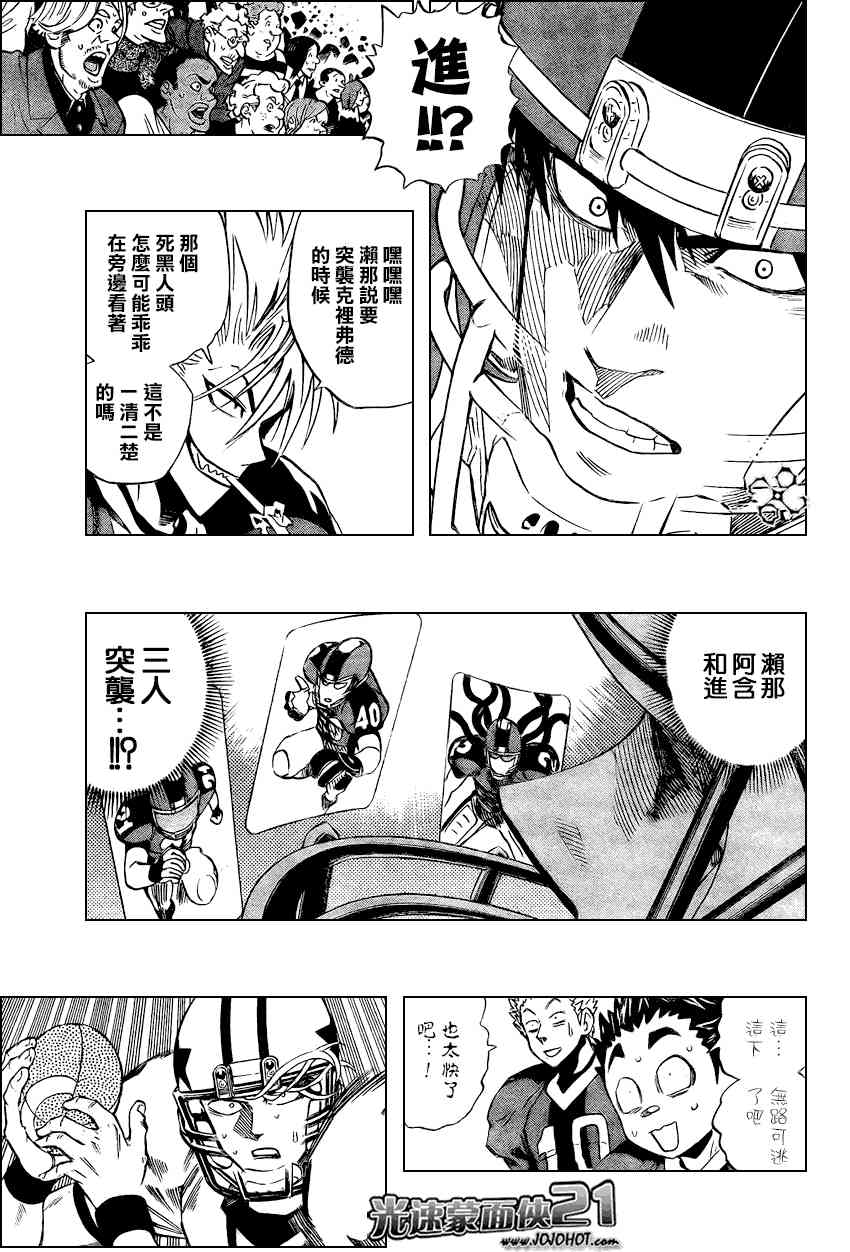 進!!?
嘿嘿嘿
瀨那說要
突襲克裡弗德
的時候
那個
死黑人頭
怎麼可能乖乖
在旁邊看著
這不是
一清二楚
的嗎
瀨那
阿含
和進
三人
突襲…
!!?
40
21
這…
這下
無路可逃
了吧
也太快了
吧…!
10
光速蒙面俠21
www.JOJOHOT.com